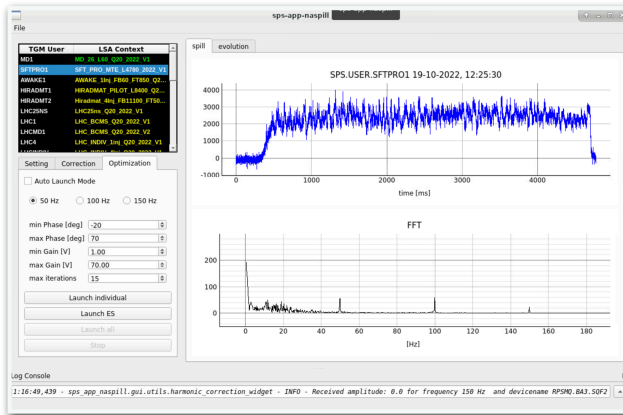 sps-app-naspill
File
TGM User LSA Context
MD1 MD_26_L60_Q20_2022_V1
SFTPRO1 SFT_PRO_MTE_L4780_2022_V1
AWAKE1 AWAKE_1Inj_FB60_FT850_Q2...
HIRADMT1 HIRADMAT_PILOT_L8400_Q2...
HIRADMT2 Hiradmat_4Inj_FB11100_FT50...
LHC25NS LHC25ns_Q20_2022_V1
LHC1 LHC_BCMS_Q20_2022_V1
LHCMD1 LHC_BCMS_Q20_2022_V2
LHC4 LHC_INDIV_1inj_Q20_2022_V1
Setting Correction Optimization
Auto Launch Mode
50 Hz 100 Hz 150 Hz
min Phase [deg] -20
max Phase [deg] 70
min Gain [V] 1.00
max Gain [V] 70.00
max iterations 15
Launch individual
Launch ES
Launch all
Stop
spill evolution
SPS.USER.SFTPRO1 19-10-2022, 12:25:30
4000
3000
2000
1000
0
-1000
0 1000 2000 3000 4000
time [ms]
FFT
200
100
0
0 20 40 60 80 100 120 140 160 180
[Hz]
Log Console
1:16:49,439 - sps_app_naspill.gui.utils.harmonic_correction_widget - INFO - Received amplitude: 0.0 for frequency 150 Hz and devicename RPSMQ.BA3.SQF2